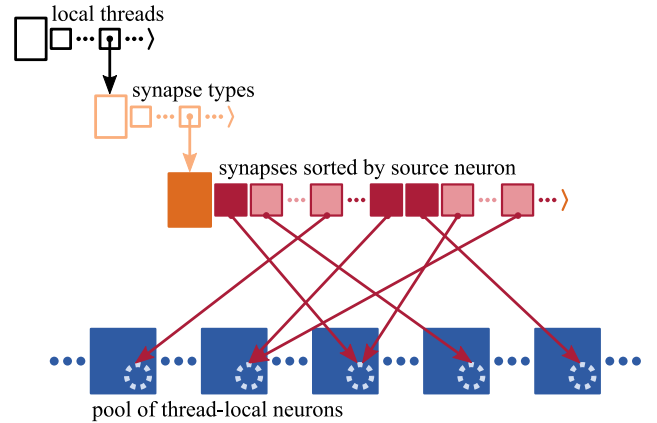 local threads
synapse types
synapses sorted by source neuron
pool of thread-local neurons